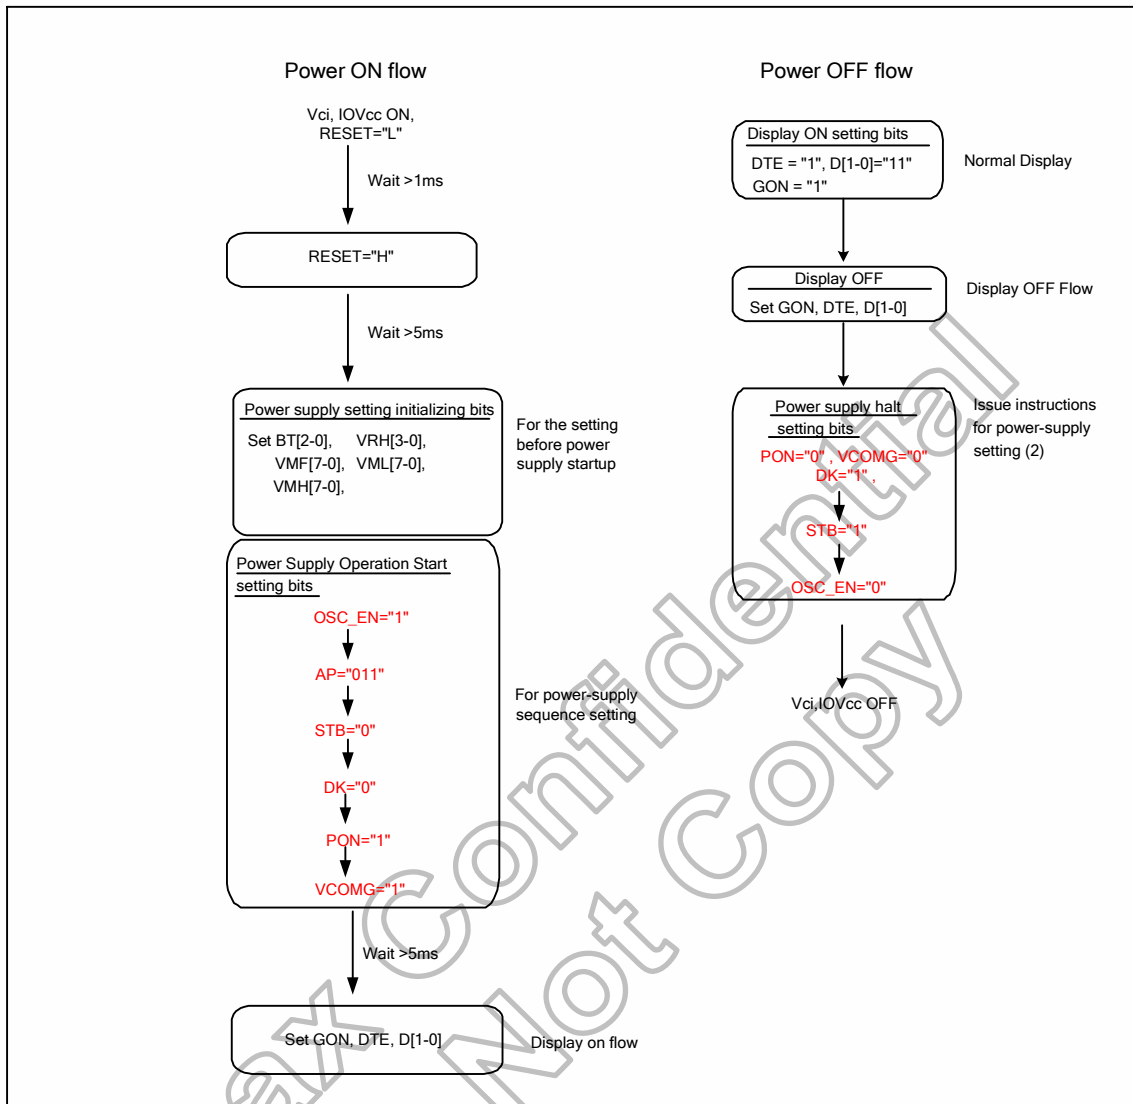 Power ON flow
Vci, IOVcc ON,
RESET="L"
Wait >1ms
RESET="H"
Wait >5ms
Power supply setting initializing bits
Set BT[2-0], VRH[3-0],
VMF[7-0], VML[7-0],
VMH[7-0],
For the setting
before power
supply startup
Power Supply Operation Start
setting bits
OSC_EN="1"
AP="011"
STB="0"
DK="0"
PON="1"
VCOMG="1"
For power-supply
sequence setting
Wait >5ms
Set GON, DTE, D[1-0]
Display on flow
Power OFF flow
Display ON setting bits
DTE = "1", D[1-0]="11"
GON = "1"
Normal Display
Display OFF
Set GON, DTE, D[1-0]
Display OFF Flow
Power supply halt
setting bits
PON="0" , VCOMG="0"
DK="1" ,
STB="1"
OSC_EN="0"
Issue instructions
for power-supply
setting (2)
Vci,IOVcc OFF
ax Confidential
Not Copy